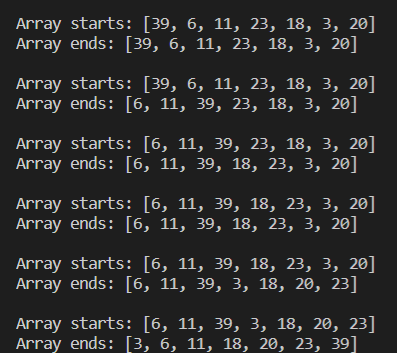 Array starts: [39, 6, 11, 23, 18, 3, 20]
Array ends: [39, 6, 11, 23, 18, 3, 20]
Array starts: [39, 6, 11, 23, 18, 3, 20]
Array ends: [6, 11, 39, 23, 18, 3, 20]
Array starts: [6, 11, 39, 23, 18, 3, 20]
Array ends: [6, 11, 39, 18, 23, 3, 20]
Array starts: [6, 11, 39, 18, 23, 3, 20]
Array ends: [6, 11, 39, 18, 23, 3, 20]
Array starts: [6, 11, 39, 18, 23, 3, 20]
Array ends: [6, 11, 39, 3, 18, 20, 23]
Array starts: [6, 11, 39, 3, 18, 20, 23]
Array ends: [3, 6, 11, 18, 20, 23, 39]